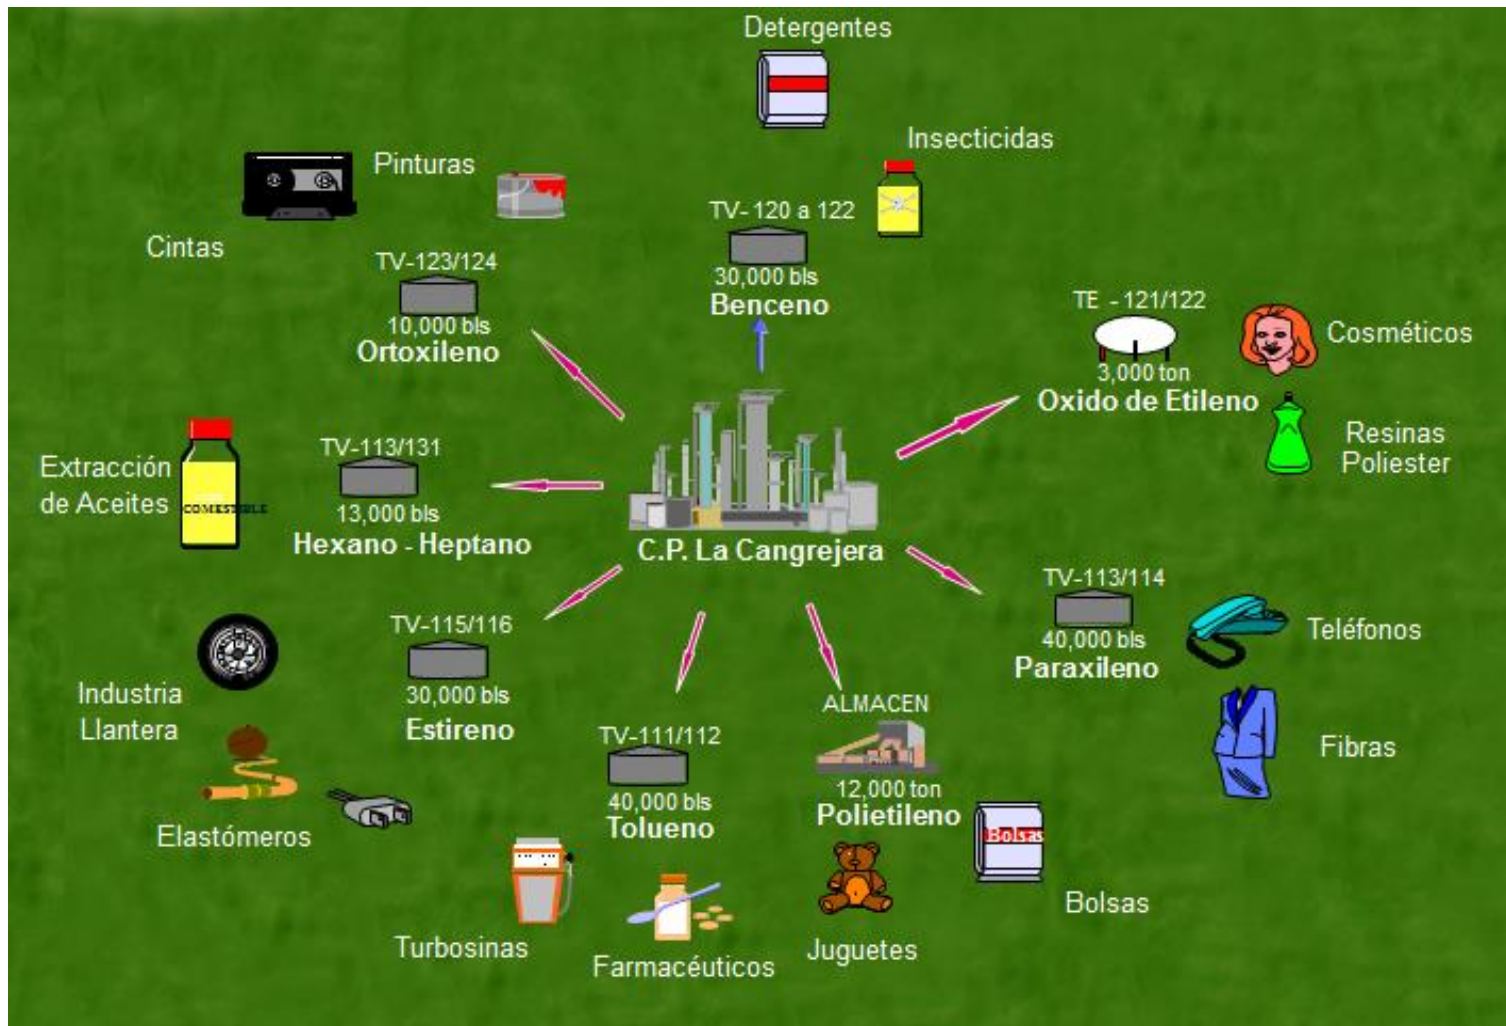 Detergentes
Insecticidas
TV- 120 a 122
30,000 bls
Benceno
Pinturas
Cintas
TV-123/124
10,000 bls
Ortoxileno
TE - 121/122
3,000 ton
Oxido de Etileno
Cosméticos
Resinas
Poliester
Extracción
de Aceites
COMESTIBLE
TV-113/131
13,000 bls
Hexano - Heptano
C.P. La Cangrejera
TV-113/114
40,000 bls
Paraxileno
Teléfonos
Fibras
Industria
Llantera
Elastómeros
TV-115/116
30,000 bls
Estireno
TV-111/112
40,000 bls
Tolueno
Turbosinas
Farmacéuticos
ALMACEN
12,000 ton
Polietileno
Bolsas
Bolsas
Juguetes